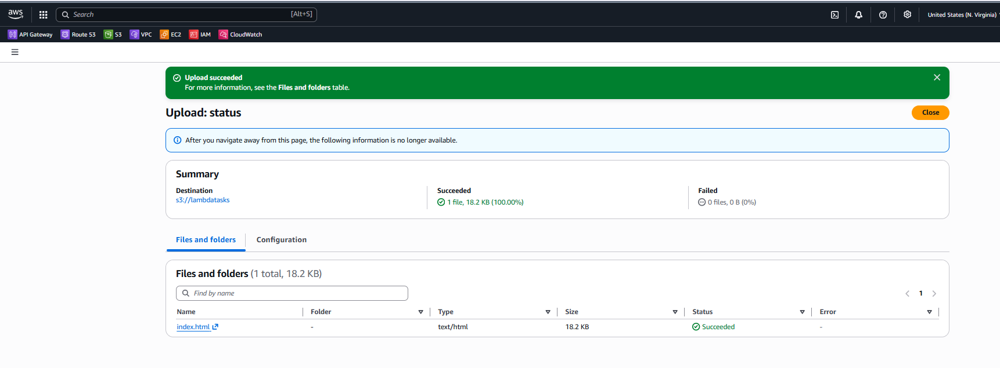 aws
Search [Alt+S]
United States (N. Virginia)
API Gateway Route 53 S3 VPC EC2 IAM CloudWatch
Upload succeeded
For more information, see the Files and folders table.
Upload: status
Close
After you navigate away from this page, the following information is no longer available.
Summary
Destination
s3://lambdatasks
Succeeded
1 file, 18.2 KB (100.00%)
Failed
0 files, 0 B (0%)
Files and folders Configuration
Files and folders (1 total, 18.2 KB)
Find by name
1
Name Folder Type Size Status Error
index.html - text/html 18.2 KB Succeeded -